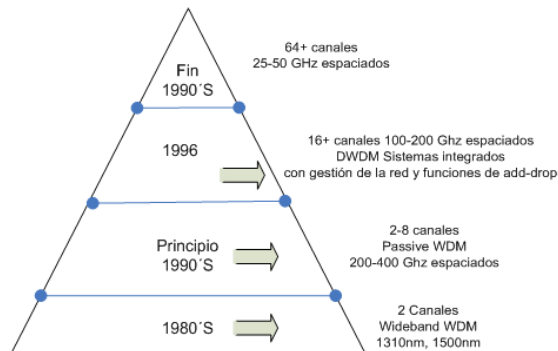 Fin
1990´S
64+ canales
25-50 GHz espaciados
1996
16+ canales 100-200 Ghz espaciados
DWDM Sistemas integrados
con gestión de la red y funciones de add-drop
Principio
1990´S
2-8 canales
Passive WDM
200-400 Ghz espaciados
1980´S
2 Canales
Wideband WDM
1310nm, 1500nm